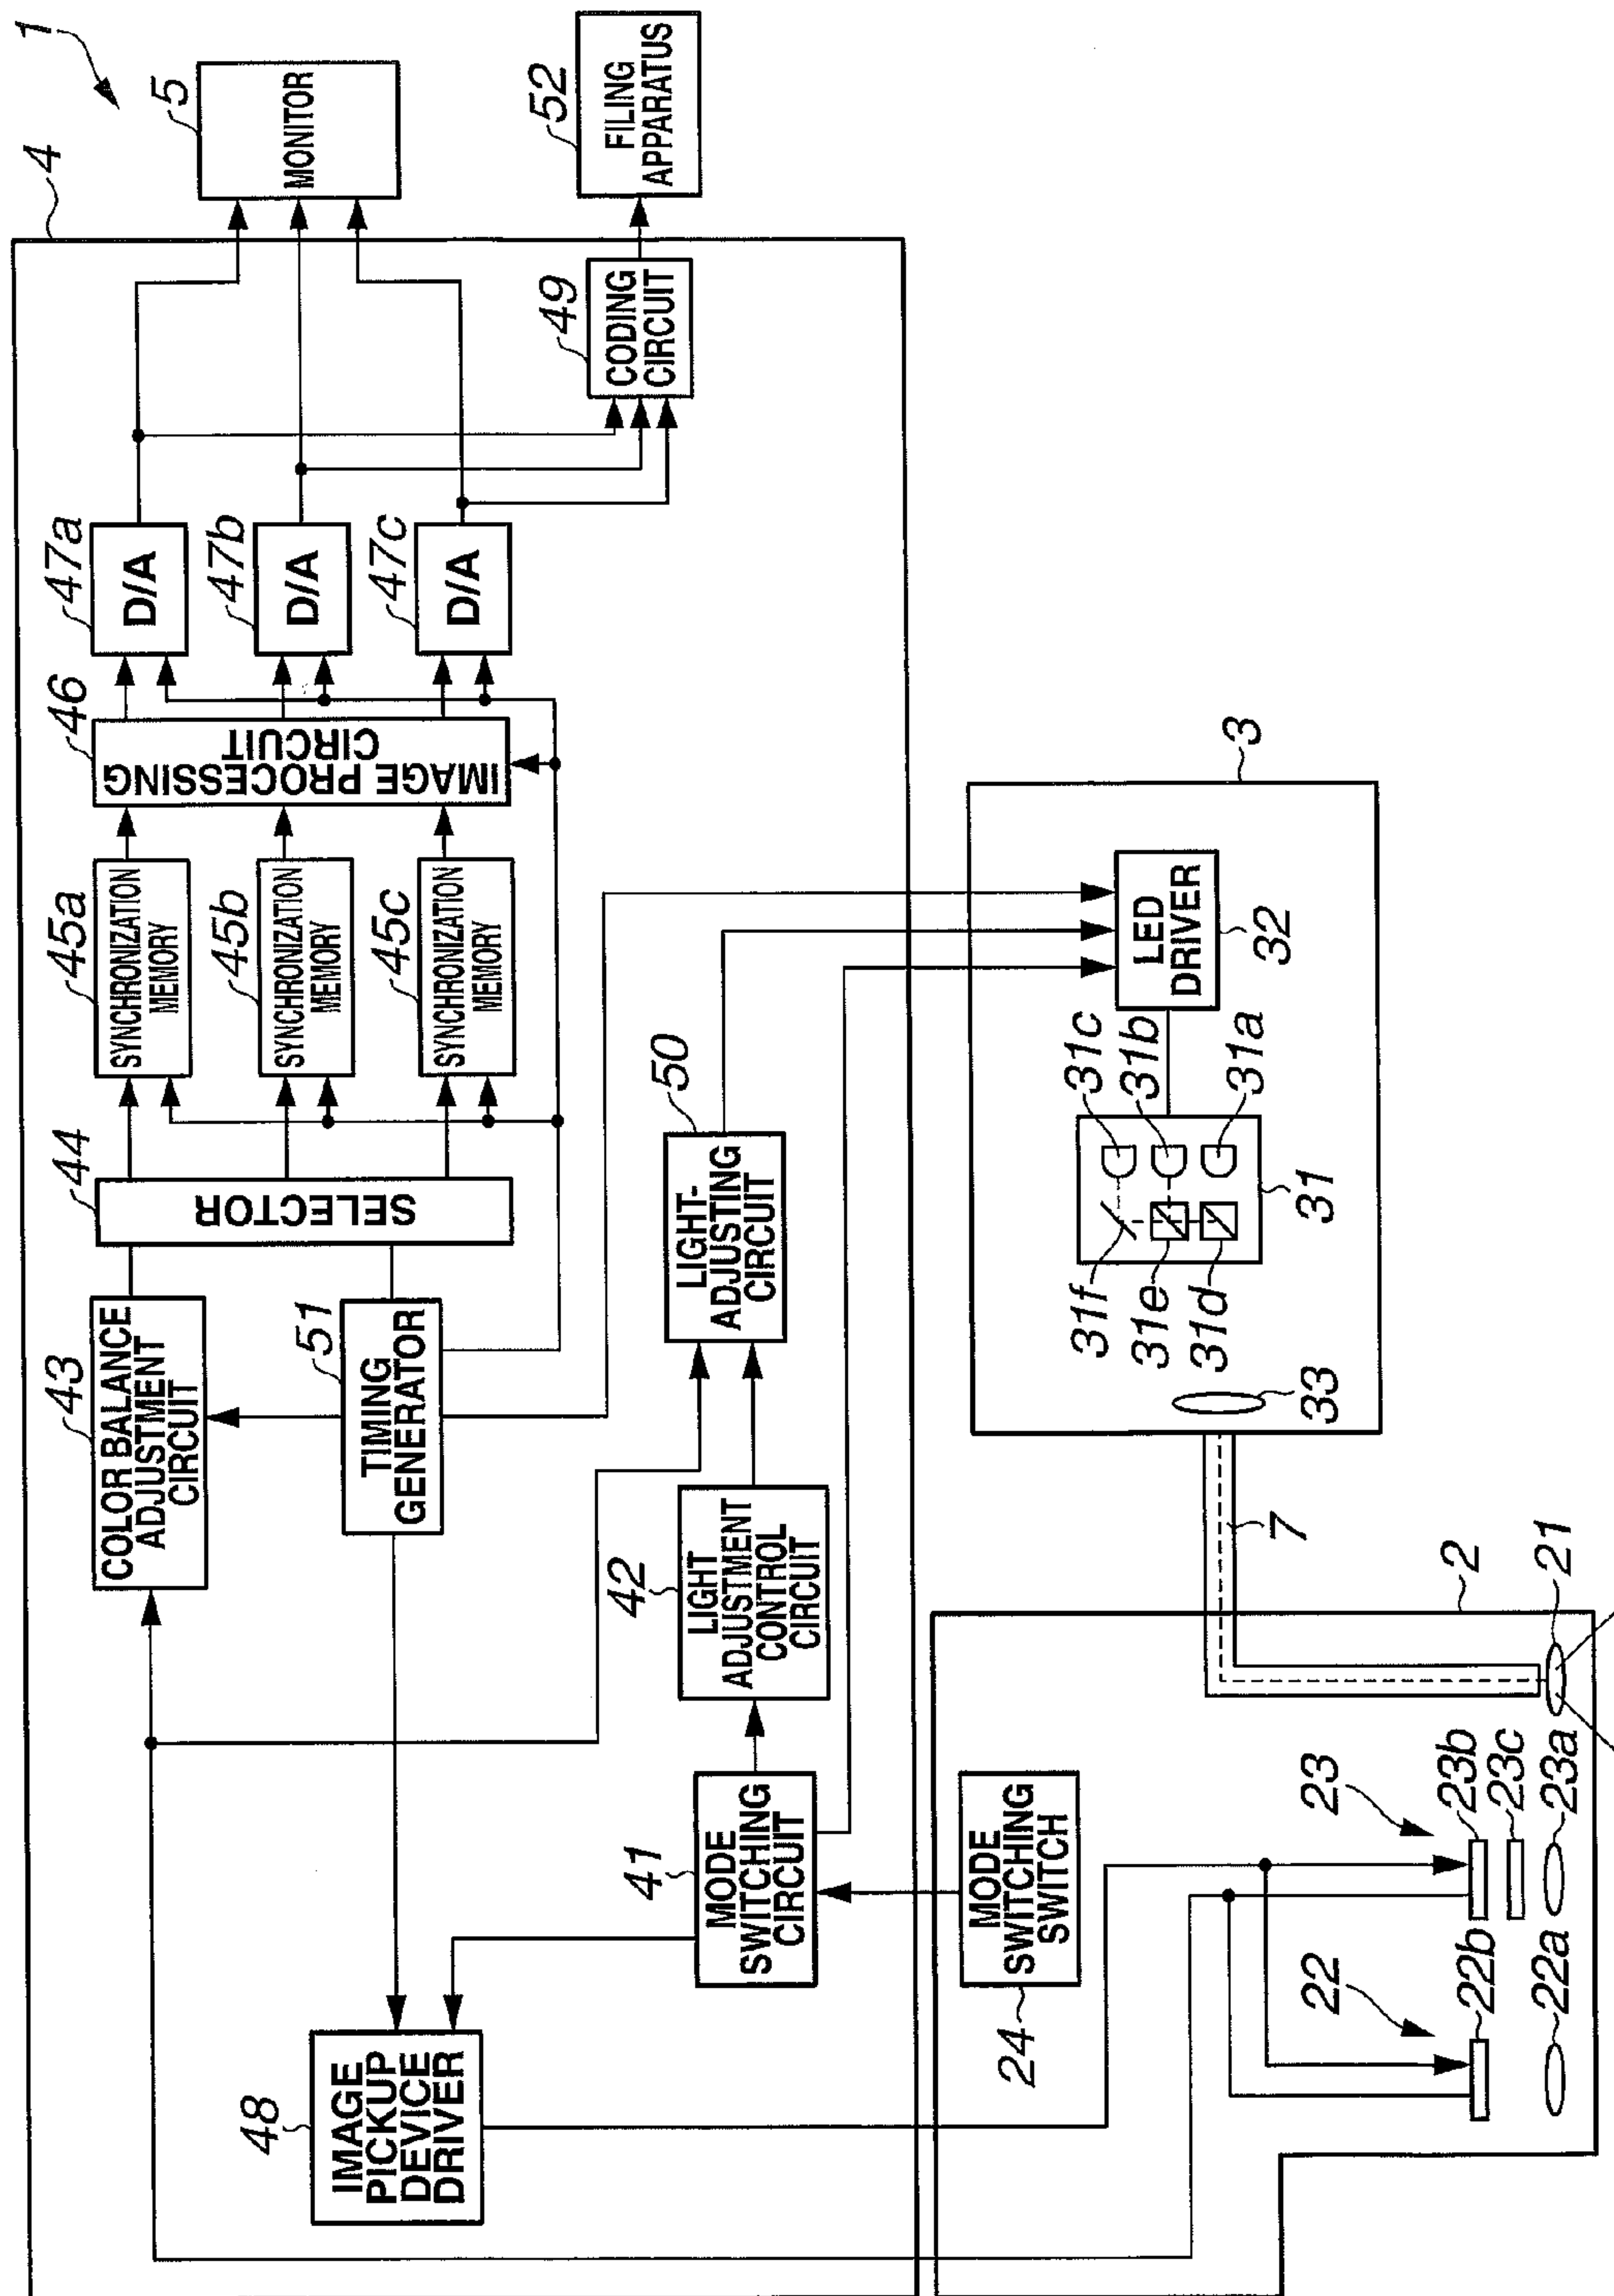 1
4
5
MONITOR
52
FILING
APPARATUS
49
CODING
CIRCUIT
47a
D/A
47b
D/A
47c
D/A
46
IMAGE PROCESSING
CIRCUIT
45a
SYNCHRONIZATION
MEMORY
45b
SYNCHRONIZATION
MEMORY
45c
SYNCHRONIZATION
MEMORY
44
SELECTOR
43
COLOR BALANCE
ADJUSTMENT
CIRCUIT
51
TIMING
GENERATOR
50
LIGHT-
ADJUSTING
CIRCUIT
42
LIGHT
ADJUSTMENT
CONTROL
CIRCUIT
41
MODE
SWITCHING
CIRCUIT
48
IMAGE
PICKUP
DEVICE
DRIVER
3
LED
DRIVER
32
31c
31b
31a
31
31f
31e
31d
33
7
2
21
MODE
SWITCHING
SWITCH
24
23
23b
23c
23a
22
22b
22a